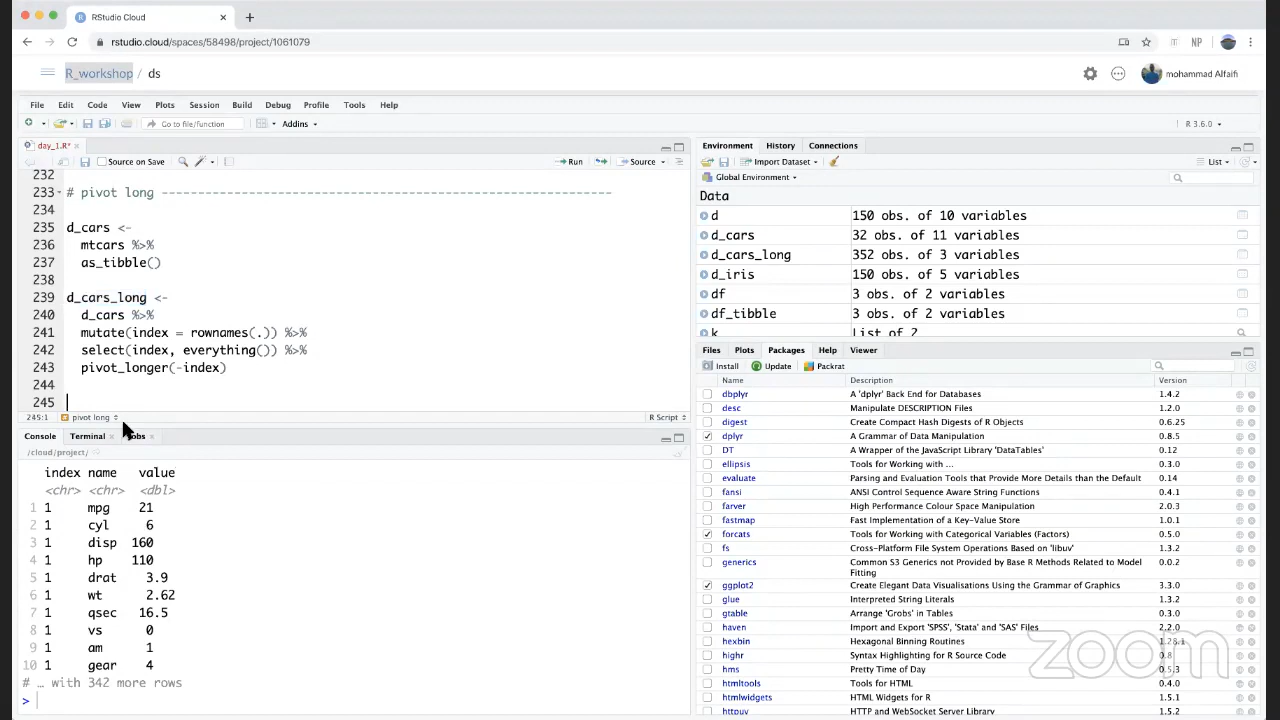 RStudio Cloud
rstudio.cloud/spaces/58498/project/1061079
NP
R_workshop / ds
mohammad Alfaifi
File Edit Code View Plots Session Build Debug Profile Tools Help
Go to file/function
Addins
R 3.6.0
day_1.R*
Source on Save
Run
Source
232
233 # pivot long --------------------------------------------------------------
234
235 d_cars <-
236 mtcars %>%
237 as_tibble()
238
239 d_cars_long <-
240 d_cars %>%
241 mutate(index = rownames(.)) %>%
242 select(index, everything()) %>%
243 pivot_longer(-index)
244
245
245:1 pivot long
R Script
Console Terminal Jobs
/cloud/project/
index name value
<chr> <chr> <dbl>
1 1 mpg 21
2 1 cyl 6
3 1 disp 160
4 1 hp 110
5 1 drat 3.9
6 1 wt 2.62
7 1 qsec 16.5
8 1 vs 0
9 1 am 1
10 1 gear 4
# … with 342 more rows
>
Environment History Connections
Import Dataset
List
Global Environment
Data
d 150 obs. of 10 variables
d_cars 32 obs. of 11 variables
d_cars_long 352 obs. of 3 variables
d_iris 150 obs. of 5 variables
df 3 obs. of 2 variables
df_tibble 3 obs. of 2 variables
k List of 2
Files Plots Packages Help Viewer
Install Update Packrat
Name Description Version
dbplyr A 'dplyr' Back End for Databases 1.4.2
desc Manipulate DESCRIPTION Files 1.2.0
digest Create Compact Hash Digests of R Objects 0.6.25
dplyr A Grammar of Data Manipulation 0.8.5
DT A Wrapper of the JavaScript Library 'DataTables' 0.12
ellipsis Tools for Working with ... 0.3.0
evaluate Parsing and Evaluation Tools that Provide More Details than the Default 0.14
fansi ANSI Control Sequence Aware String Functions 0.4.1
farver High Performance Colour Space Manipulation 2.0.3
fastmap Fast Implementation of a Key-Value Store 1.0.1
forcats Tools for Working with Categorical Variables (Factors) 0.5.0
fs Cross-Platform File System Operations Based on 'libuv' 1.3.2
generics Common S3 Generics not Provided by Base R Methods Related to Model Fitting 0.0.2
ggplot2 Create Elegant Data Visualisations Using the Grammar of Graphics 3.3.0
glue Interpreted String Literals 1.3.2
gtable Arrange 'Grobs' in Tables 0.3.0
haven Import and Export 'SPSS', 'Stata' and 'SAS' Files 2.2.0
hexbin Hexagonal Binning Routines 1.28.1
highr Syntax Highlighting for R Source Code 0.8
hms Pretty Time of Day 0.5.3
htmltools Tools for HTML 0.4.0
htmlwidgets HTML Widgets for R 1.5.1
httpuv HTTP and WebSocket Server Library 1.5.2
zoom